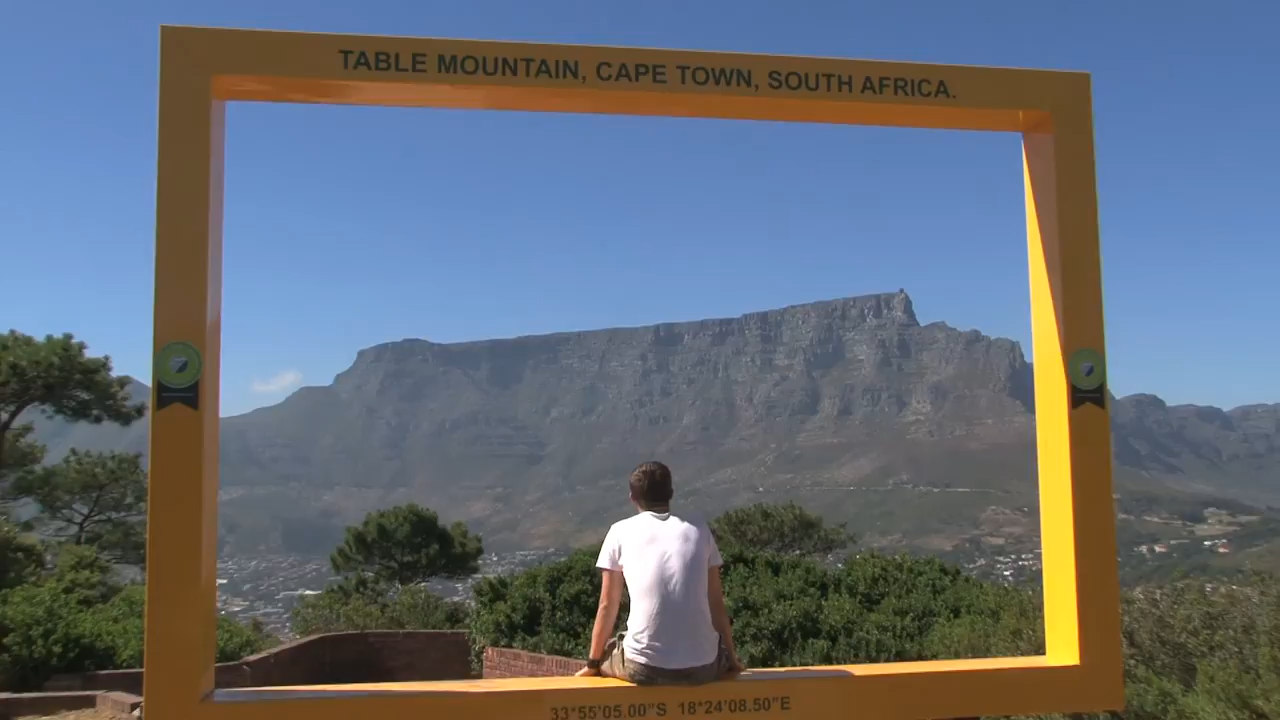 TABLE MOUNTAIN, CAPE TOWN, SOUTH AFRICA.
33°55'05.00"S 18°24'08.50"E